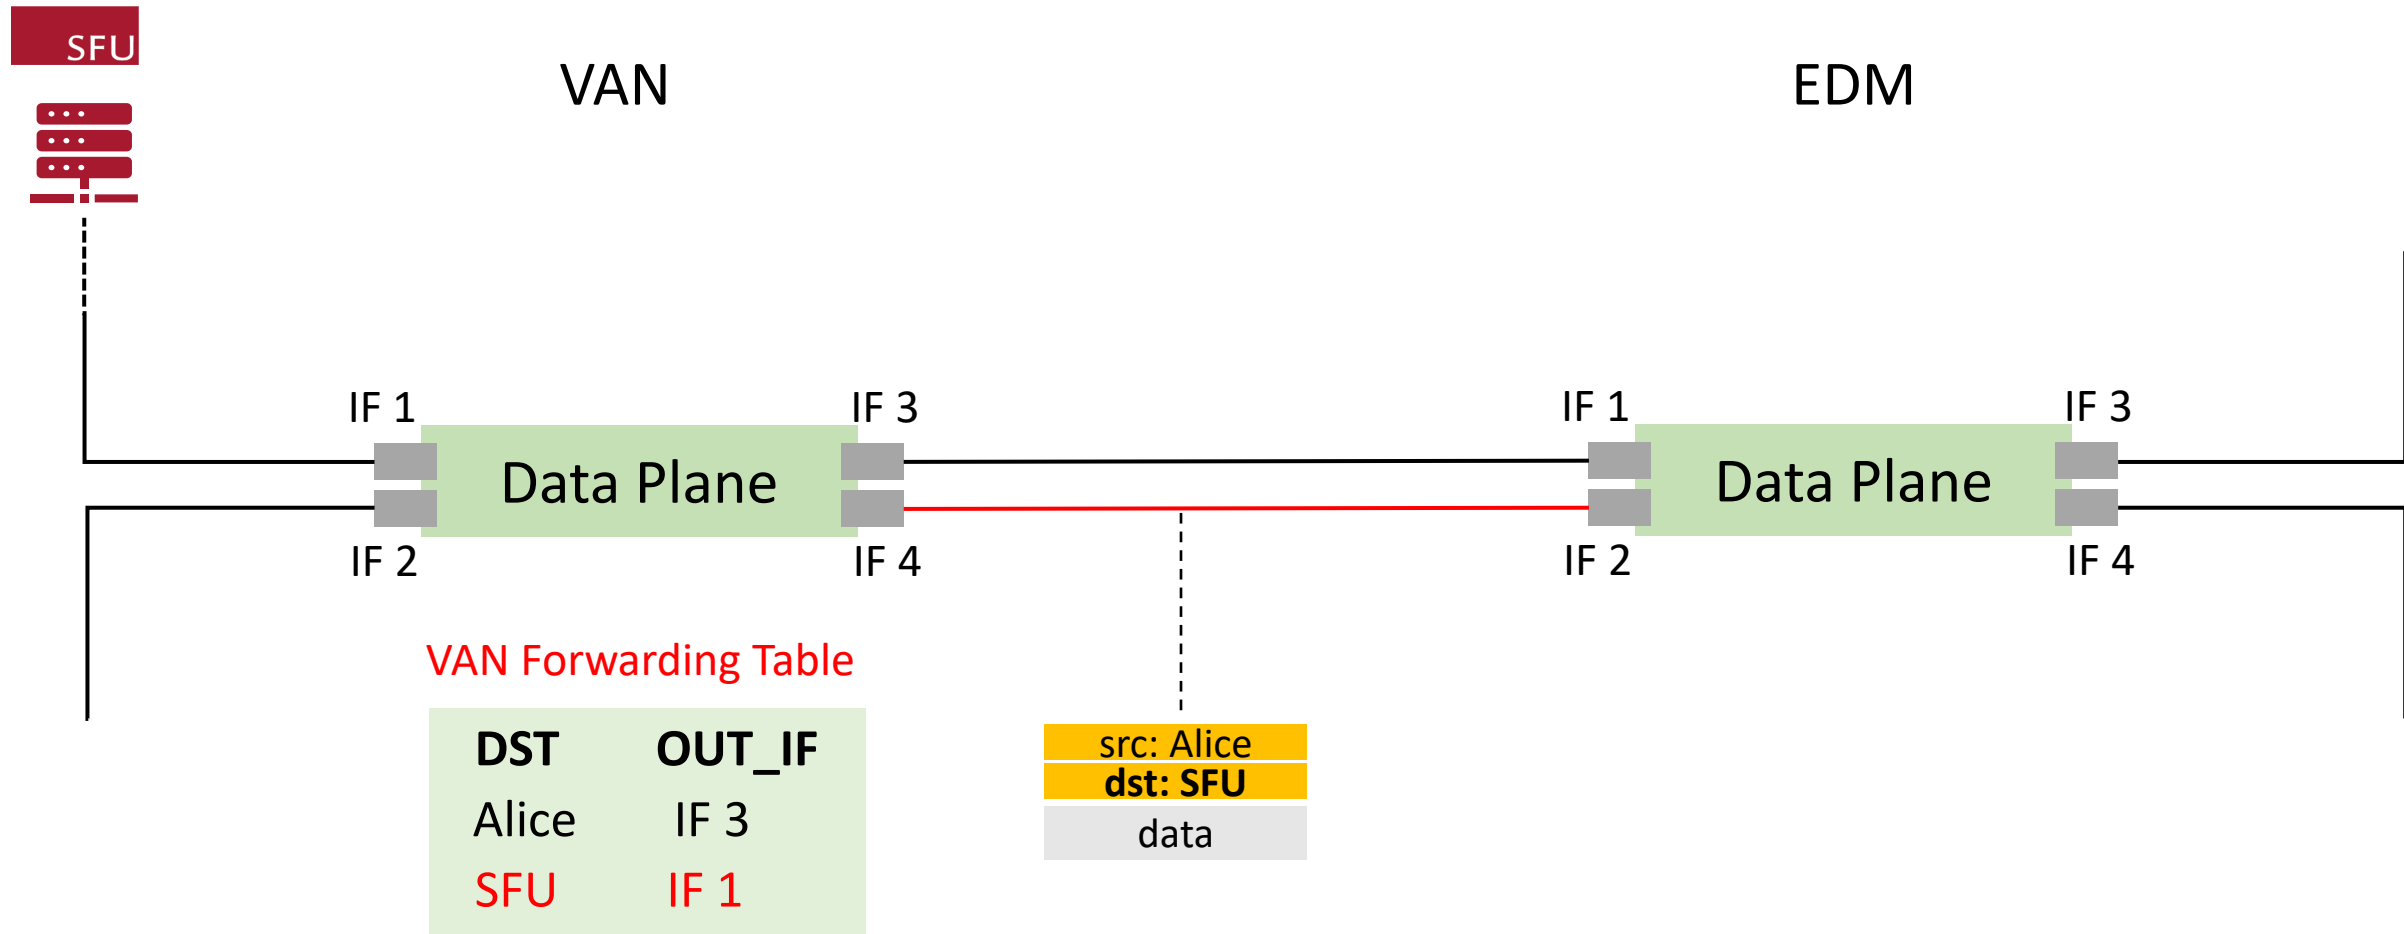 SFU
VAN
EDM
IF 1
IF 3
IF 1
IF 3
Data Plane
Data Plane
IF 2
IF 4
IF 2
IF 4
VAN Forwarding Table
DST OUT_IF
Alice IF 3
SFU IF 1
src: Alice
dst: SFU
data